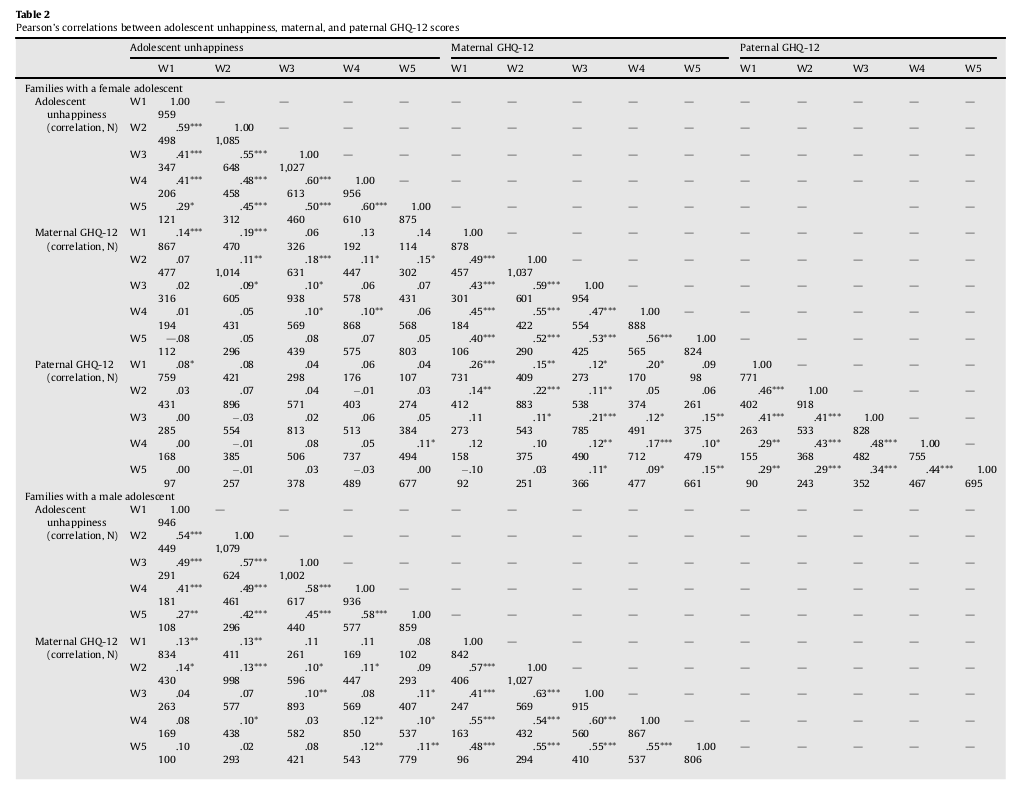 Table 2
Pearson's correlations between adolescent unhappiness, maternal, and paternal GHQ-12 scores
Adolescent unhappiness Maternal GHQ-12 Paternal GHQ-12
W1 W2 W3 W4 W5 W1 W2 W3 W4 W5 W1 W2 W3 W4 W5
Families with a female adolescent
Adolescent W1 1.00 — — — — — — — — — — — — — —
unhappiness 959
(correlation, N) W2 .59*** 1.00 — — — — — — — — — — — — —
498 1,085
W3 .41*** .55*** 1.00 — — — — — — — — — — — —
347 648 1,027
W4 .41*** .48*** .60*** 1.00 — — — — — — — — — — —
206 458 613 956
W5 .29* .45*** .50*** .60*** 1.00 — — — — — — — — — —
121 312 460 610 875
Maternal GHQ-12 W1 .14*** .19*** .06 .13 .14 1.00 — — — — — — — — —
(correlation, N) 867 470 326 192 114 878
W2 .07 .11** .18*** .11* .15* .49*** 1.00 — — — — — — — —
477 1,014 631 447 302 457 1,037
W3 .02 .09* .10* .06 .07 .43*** .59*** 1.00 — — — — — — —
316 605 938 578 431 301 601 954
W4 .01 .05 .10* .10** .06 .45*** .55*** .47*** 1.00 — — — — — —
194 431 569 868 568 184 422 554 888
W5 —.08 .05 .08 .07 .05 .40*** .52*** .53*** .56*** 1.00 — — — — —
112 296 439 575 803 106 290 425 565 824
Paternal GHQ-12 W1 .08* .08 .04 .06 .04 .26*** .15** .12* .20* .09 1.00 — — — —
(correlation, N) 759 421 298 176 107 731 409 273 170 98 771
W2 .03 .07 .04 −.01 .03 .14** .22*** .11** .05 .06 .46*** 1.00 — — —
431 896 571 403 274 412 883 538 374 261 402 918
W3 .00 −.03 .02 .06 .05 .11 .11* .21*** .12* .15** .41*** .41*** 1.00 — —
285 554 813 513 384 273 543 785 491 375 263 533 828
W4 .00 −.01 .08 .05 .11* .12 .10 .12** .17*** .10* .29** .43*** .48*** 1.00 —
168 385 506 737 494 158 375 490 712 479 155 368 482 755
W5 .00 −.01 .03 −.03 .00 −.10 .03 .11* .09* .15** .29** .29*** .34*** .44*** 1.00
97 257 378 489 677 92 251 366 477 661 90 243 352 467 695
Families with a male adolescent
Adolescent W1 1.00 — — — — — — — — — — — — — —
unhappiness 946
(correlation, N) W2 .54*** 1.00 — — — — — — — — — — — — —
449 1,079
W3 .49*** .57*** 1.00 — — — — — — — — — — — —
291 624 1,002
W4 .41*** .49*** .58*** 1.00 — — — — — — — — — — —
181 461 617 936
W5 .27** .42*** .45*** .58*** 1.00 — — — — — — — — — —
108 296 440 577 859
Maternal GHQ-12 W1 .13** .13** .11 .11 .08 1.00 — — — — — — — — —
(correlation, N) 834 411 261 169 102 842
W2 .14* .13*** .10* .11* .09 .57*** 1.00 — — — — — — — —
430 998 596 447 293 406 1,027
W3 .04 .07 .10** .08 .11* .41*** .63*** 1.00 — — — — — — —
263 577 893 569 407 247 569 915
W4 .08 .10* .03 .12** .10* .55*** .54*** .60*** 1.00 — — — — — —
169 438 582 850 537 163 432 560 867
W5 .10 .02 .08 .12** .11** .48*** .55*** .55*** .55*** 1.00 — — — — —
100 293 421 543 779 96 294 410 537 806